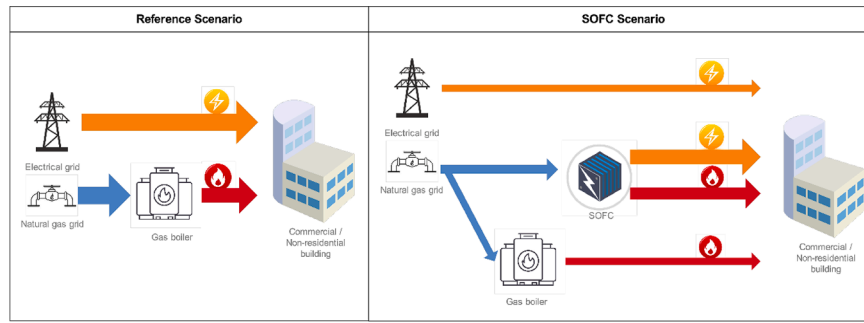 Reference Scenario
Electrical grid
Natural gas grid
Gas boiler
Commercial /
Non-residential
building
SOFC Scenario
Electrical grid
Natural gas grid
SOFC
Gas boiler
Commercial /
Non-residential
building